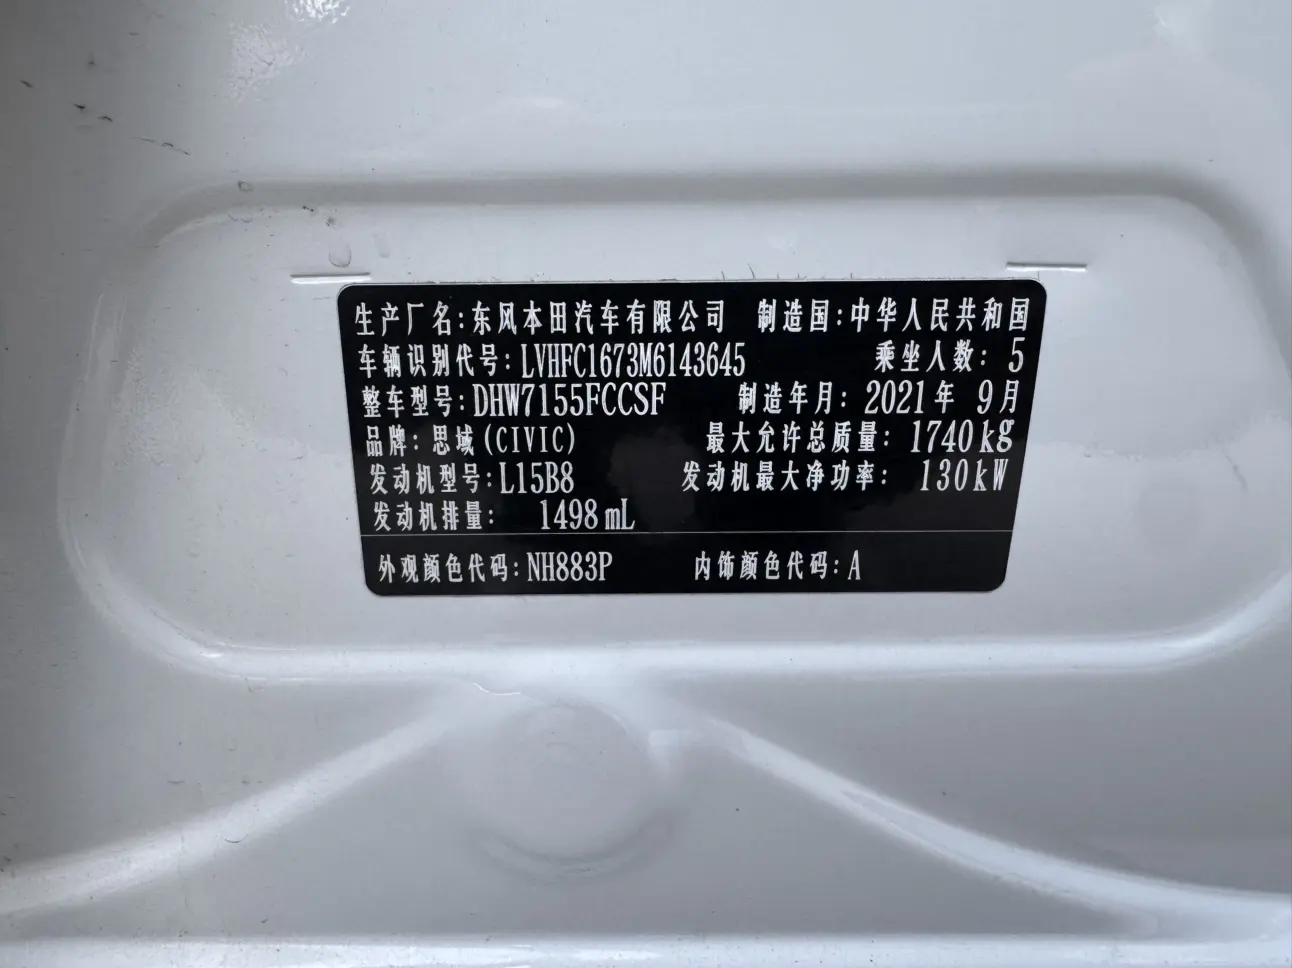 生产厂名:东风本田汽车有限公司 制造国:中华人民共和国
车辆识别代号:LVHFC1673M6143645 乘坐人数: 5
整车型号:DHW7155FCCSF 制造年月: 2021年 9月
品牌:思域(CIVIC) 最大允许总质量: 1740kg
发动机型号:L15B8 发动机最大净功率: 130kW
发动机排量: 1498mL
外观颜色代码:NH883P 内饰颜色代码:A